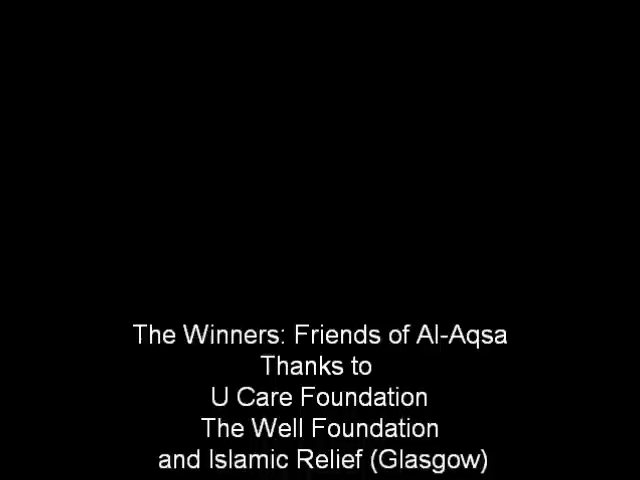 The Winners: Friends of Al-Aqsa
Thanks to
U Care Foundation
The Well Foundation
and Islamic Relief (Glasgow)